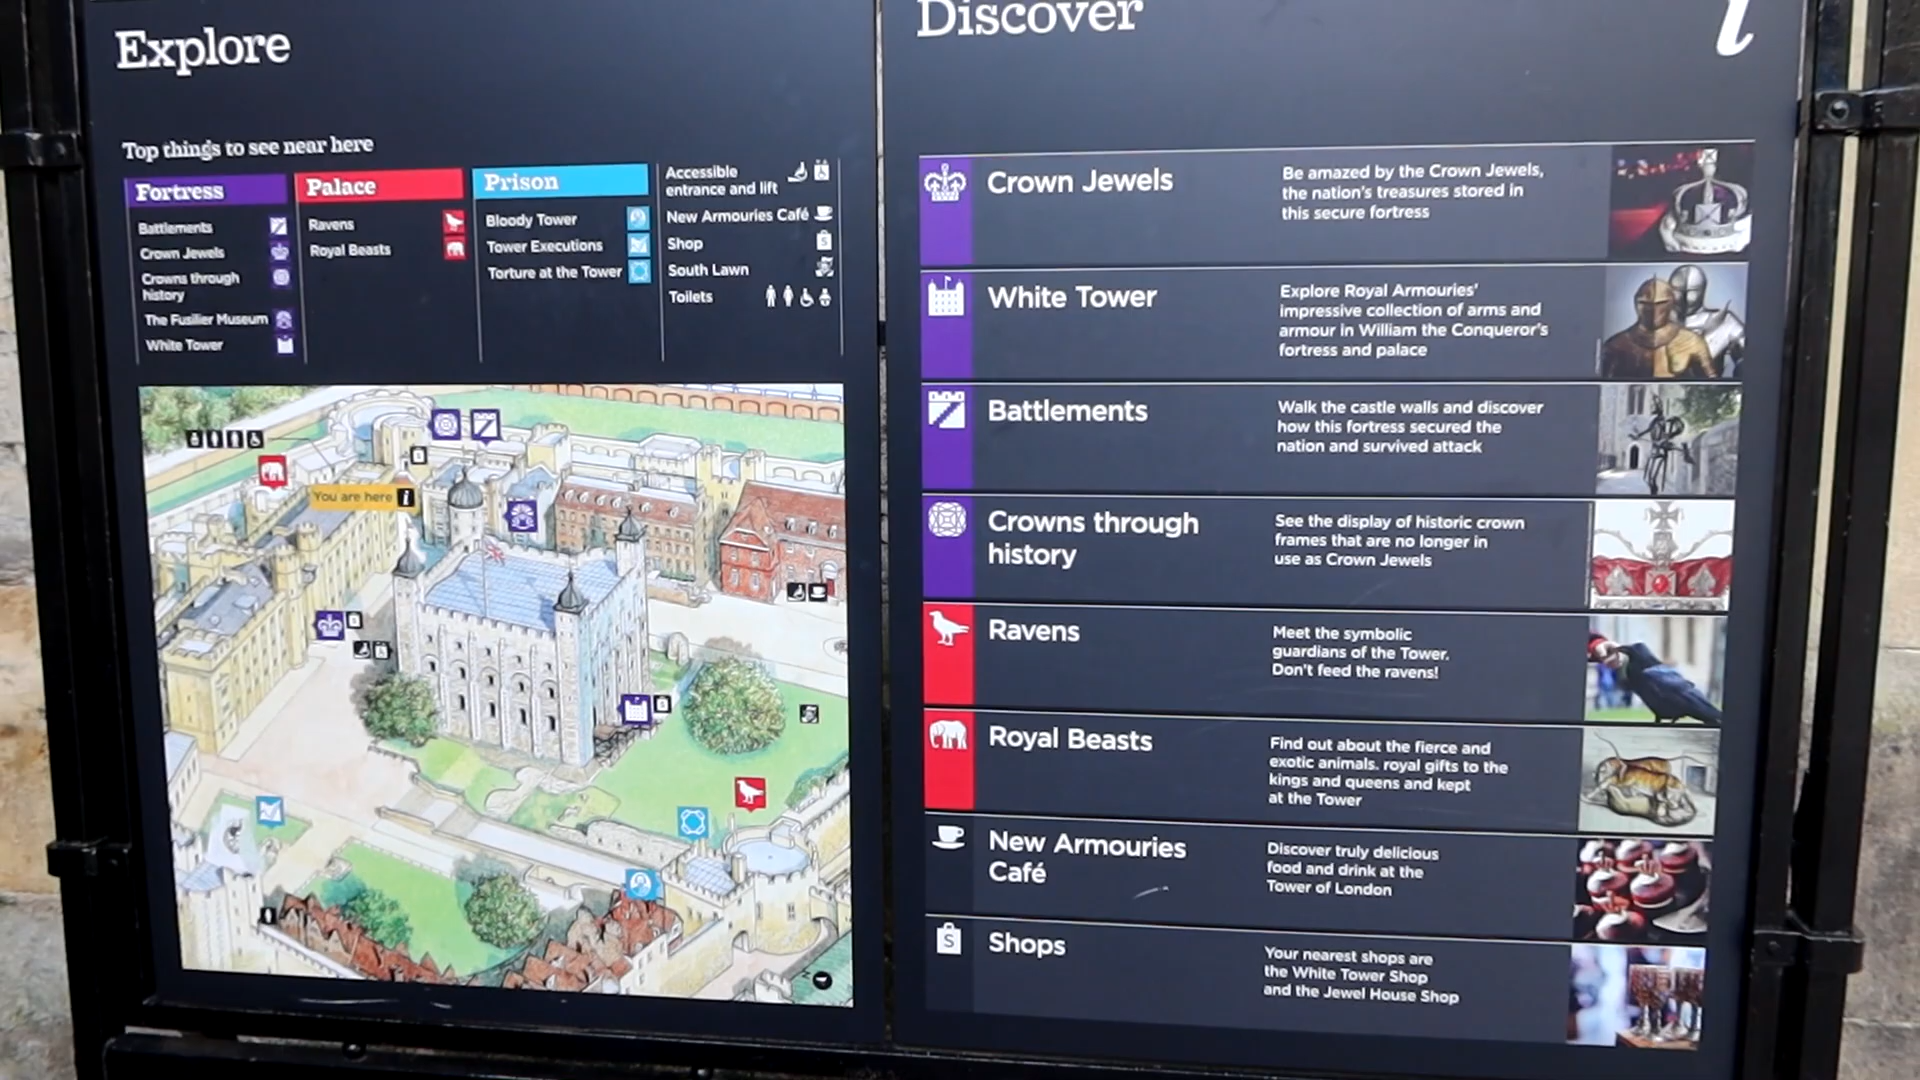 Explore
Top things to see near here
Fortress
Battlements
Crown Jewels
Crowns through
history
The Fusilier Museum
White Tower
Palace
Ravens
Royal Beasts
Prison
Bloody Tower
Tower Executions
Torture at the Tower
Accessible
entrance and lift
New Armouries Café
Shop
South Lawn
Toilets
You are here
Discover
i
Crown Jewels
Be amazed by the Crown Jewels,
the nation's treasures stored in
this secure fortress
White Tower
Explore Royal Armouries'
impressive collection of arms and
armour in William the Conqueror's
fortress and palace
Battlements
Walk the castle walls and discover
how this fortress secured the
nation and survived attack
Crowns through
history
See the display of historic crown
frames that are no longer in
use as Crown Jewels
Ravens
Meet the symbolic
guardians of the Tower.
Don't feed the ravens!
Royal Beasts
Find out about the fierce and
exotic animals. royal gifts to the
kings and queens and kept
at the Tower
New Armouries
Café
Discover truly delicious
food and drink at the
Tower of London
S
Shops
Your nearest shops are
the White Tower Shop
and the Jewel House Shop